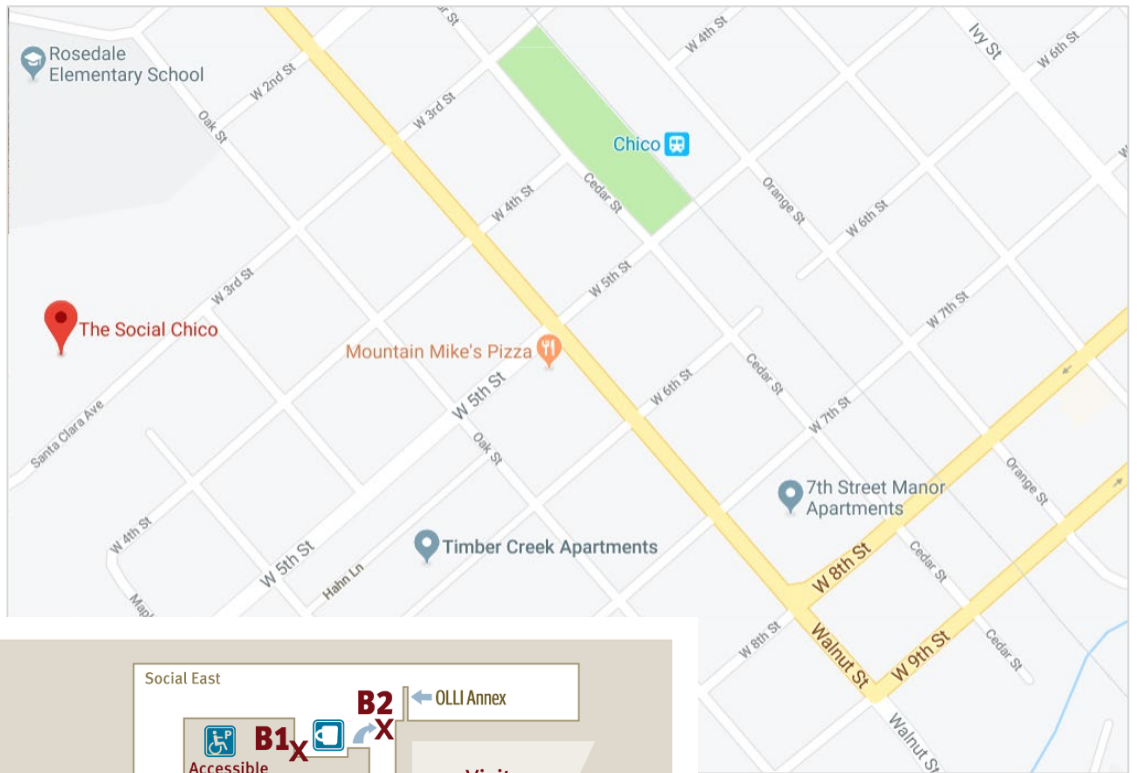 Rosedale
Elementary School
W 2nd St
Oak St
W 3rd St
W 4th St
Ivy St
W 6th St
Chico
Cedar St
W 4th St
Orange St
W 6th St
W 3rd St
W 5th St
The Social Chico
Mountain Mike's Pizza
W 7th St
W 5th St
W 6th St
Cedar St
W 7th St
Santa Clara Ave
Oak St
Orange St
7th Street Manor
Apartments
W 4th St
Timber Creek Apartments
W 5th St
Hahn Ln
W 8th St
Cedar St
W 8th St
Walnut St
W 9th St
Cedar St
Walnut St
Social East
B2
OLLI Annex
X
P
B1
X
Accessible